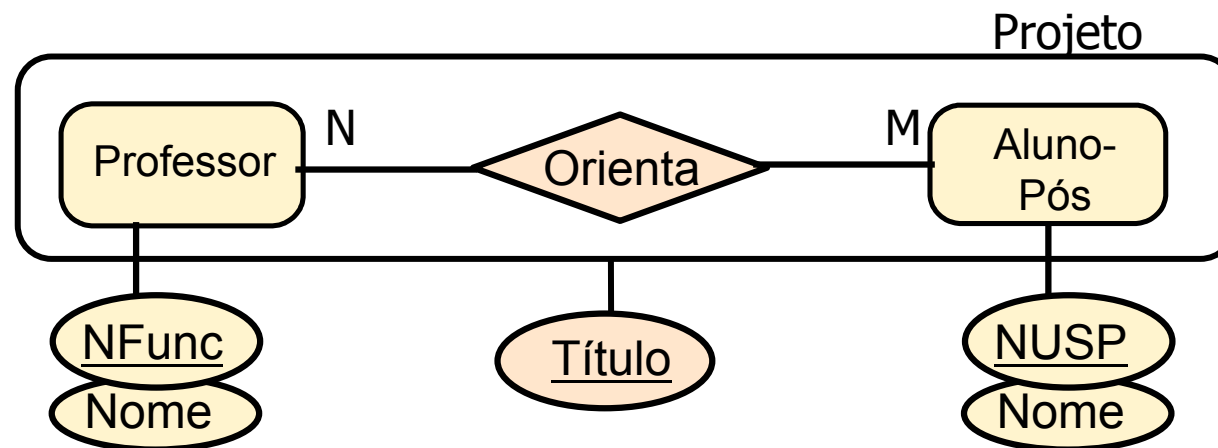 Projeto
Professor
N
Orienta
M
Aluno-
Pós
NFunc
Nome
Título
NUSP
Nome